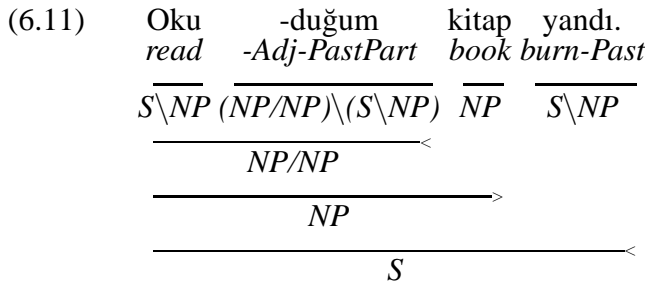 (6.11) Oku -duğum kitap yandı.
read -Adj-PastPart book burn-Past
S\NP (NP/NP)\(S\NP) NP S\NP
<
NP/NP
>
NP
<
S